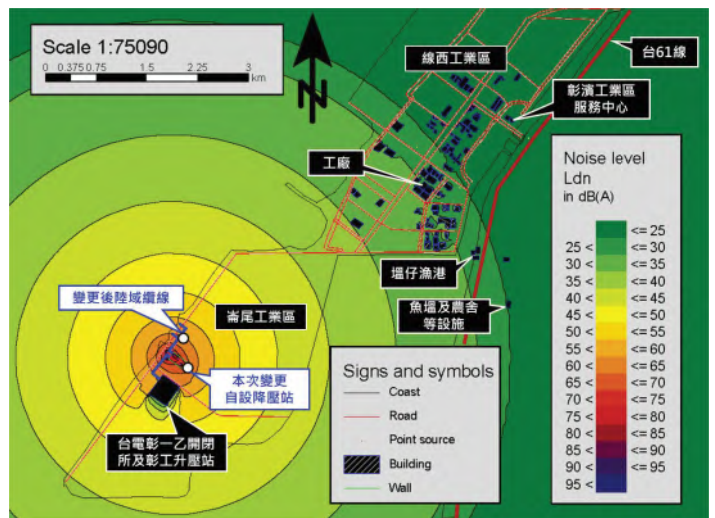 Scale 1:75090
0 0.375 0.75 1.5 2.25 3
km
N
線西工業區
台61線
彰濱工業區
服務中心
工廠
塭仔漁港
魚塭及農舍
等設施
變更後陸域纜線
崙尾工業區
本次變更
自設降壓站
台電彰一乙開閉
所及彰工升壓站
Signs and symbols
Coast
Road
Point source
Building
Wall
Noise level
Ldn
in dB(A)
<= 25
25 < <= 30
30 < <= 35
35 < <= 40
40 < <= 45
45 < <= 50
50 < <= 55
55 < <= 60
60 < <= 65
65 < <= 70
70 < <= 75
75 < <= 80
80 < <= 85
85 < <= 90
90 < <= 95
95 <